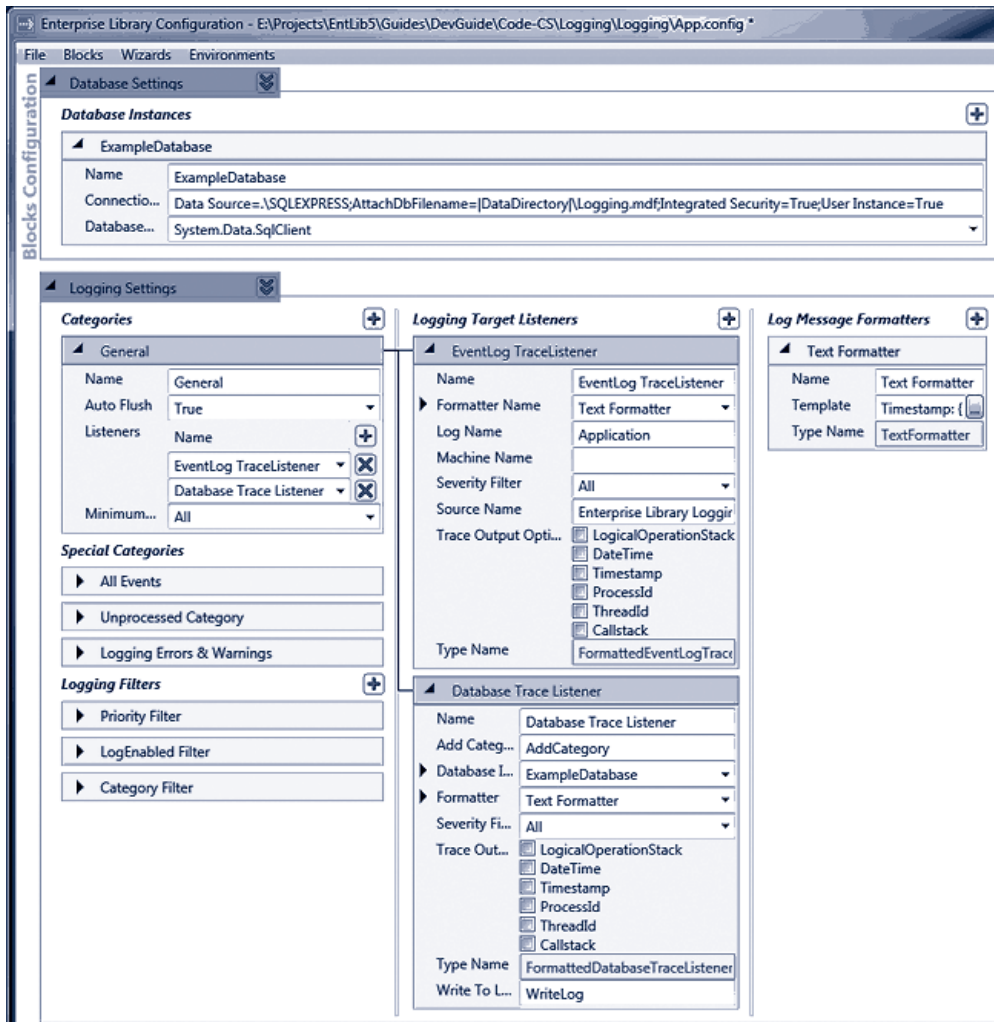 Enterprise Library Configuration - E:\Projects\EntLib5\Guides\DevGuide\Code-CS\Logging\Logging\App.config *
File Blocks Wizards Environments
Blocks Configuration
Database Settings
Database Instances
ExampleDatabase
Name ExampleDatabase
Connectio... Data Source=.\SQLEXPRESS;AttachDbFilename=|DataDirectory|\Logging.mdf;Integrated Security=True;User Instance=True
Database... System.Data.SqlClient
Logging Settings
Categories
General
Name General
Auto Flush True
Listeners Name
EventLog TraceListener
Database Trace Listener
Minimum... All
Special Categories
All Events
Unprocessed Category
Logging Errors & Warnings
Logging Filters
Priority Filter
LogEnabled Filter
Category Filter
Logging Target Listeners
EventLog TraceListener
Name EventLog TraceListener
Formatter Name Text Formatter
Log Name Application
Machine Name
Severity Filter All
Source Name Enterprise Library Loggin
Trace Output Opti... LogicalOperationStack
DateTime
Timestamp
ProcessId
ThreadId
Callstack
Type Name FormattedEventLogTrace
Database Trace Listener
Name Database Trace Listener
Add Categ... AddCategory
Database I... ExampleDatabase
Formatter Text Formatter
Severity Fi... All
Trace Out... LogicalOperationStack
DateTime
Timestamp
ProcessId
ThreadId
Callstack
Type Name FormattedDatabaseTraceListener
Write To L... WriteLog
Log Message Formatters
Text Formatter
Name Text Formatter
Template Timestamp: { ...
Type Name TextFormatter